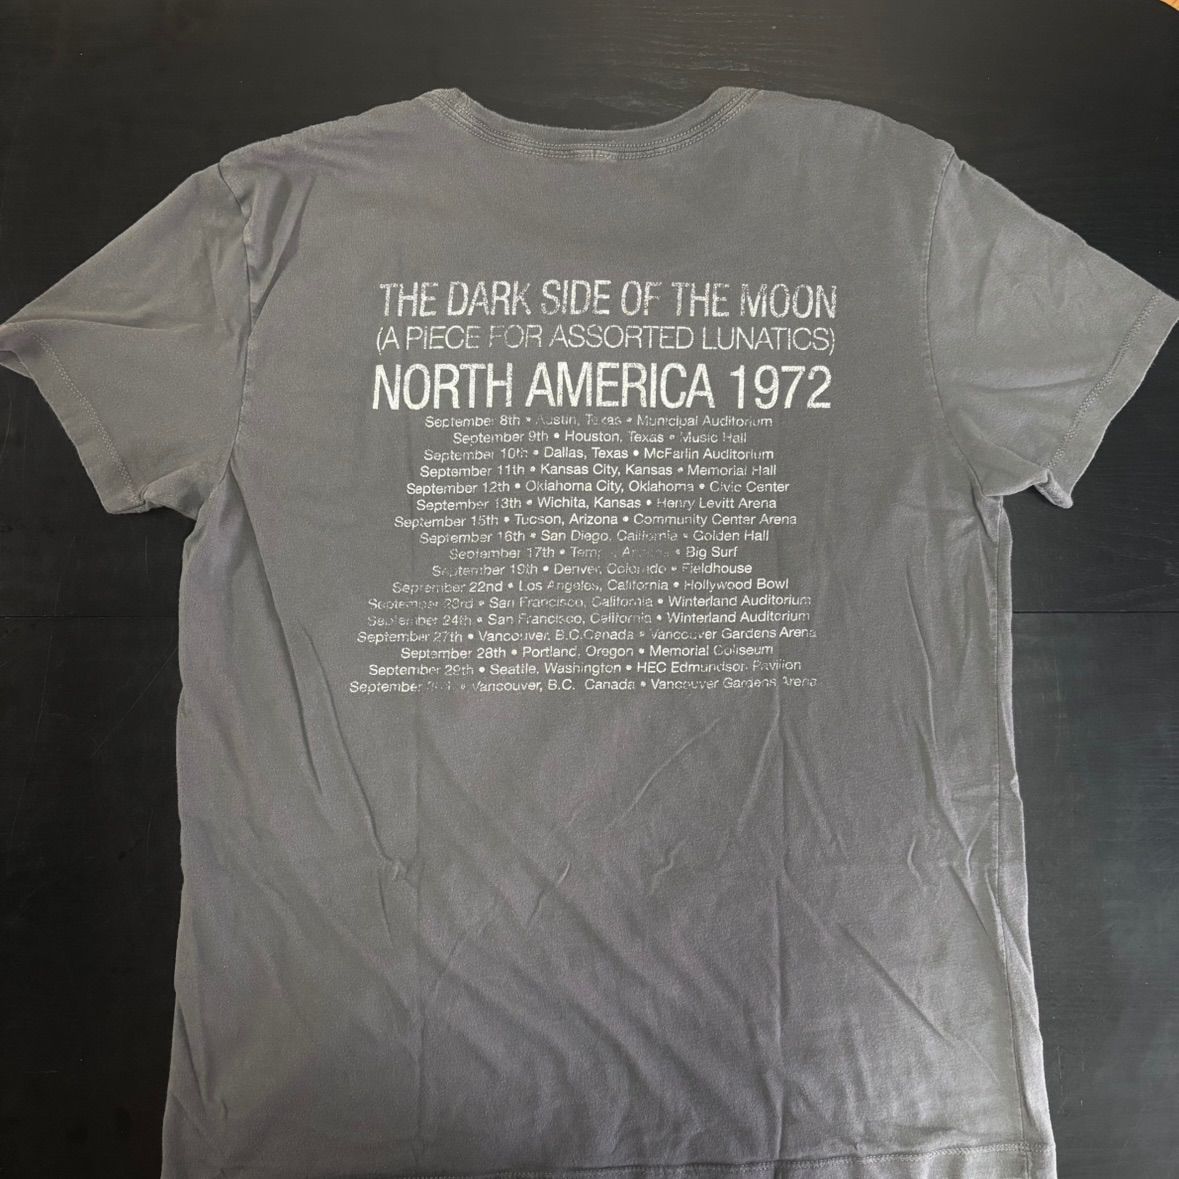 THE DARK SIDE OF THE MOON
(A PIECE FOR ASSORTED LUNATICS)
NORTH AMERICA 1972
September 8th • Austin, Texas • Municipal Auditorium
September 9th • Houston, Texas • Music Hall
September 10th • Dallas, Texas • McFarlin Auditorium
September 11th • Kansas City, Kansas • Memorial Hall
September 12th • Oklahoma City, Oklahoma • Civic Center
September 13th • Wichita, Kansas • Henry Levitt Arena
September 15th • Tucson, Arizona • Community Center Arena
September 16th • San Diego, California • Golden Hall
September 17th • Tempe, Arizona • Big Surf
September 19th • Denver, Colorado • Fieldhouse
September 22nd • Los Angeles, California • Hollywood Bowl
September 23rd • San Francisco, California • Winterland Auditorium
September 24th • San Francisco, California • Winterland Auditorium
September 27th • Vancouver, B.C. Canada • Vancouver Gardens Arena
September 28th • Portland, Oregon • Memorial Coliseum
September 29th • Seattle, Washington • HEC Edmundson Pavilion
September • Vancouver, B.C. Canada • Vancouver Gardens Arena